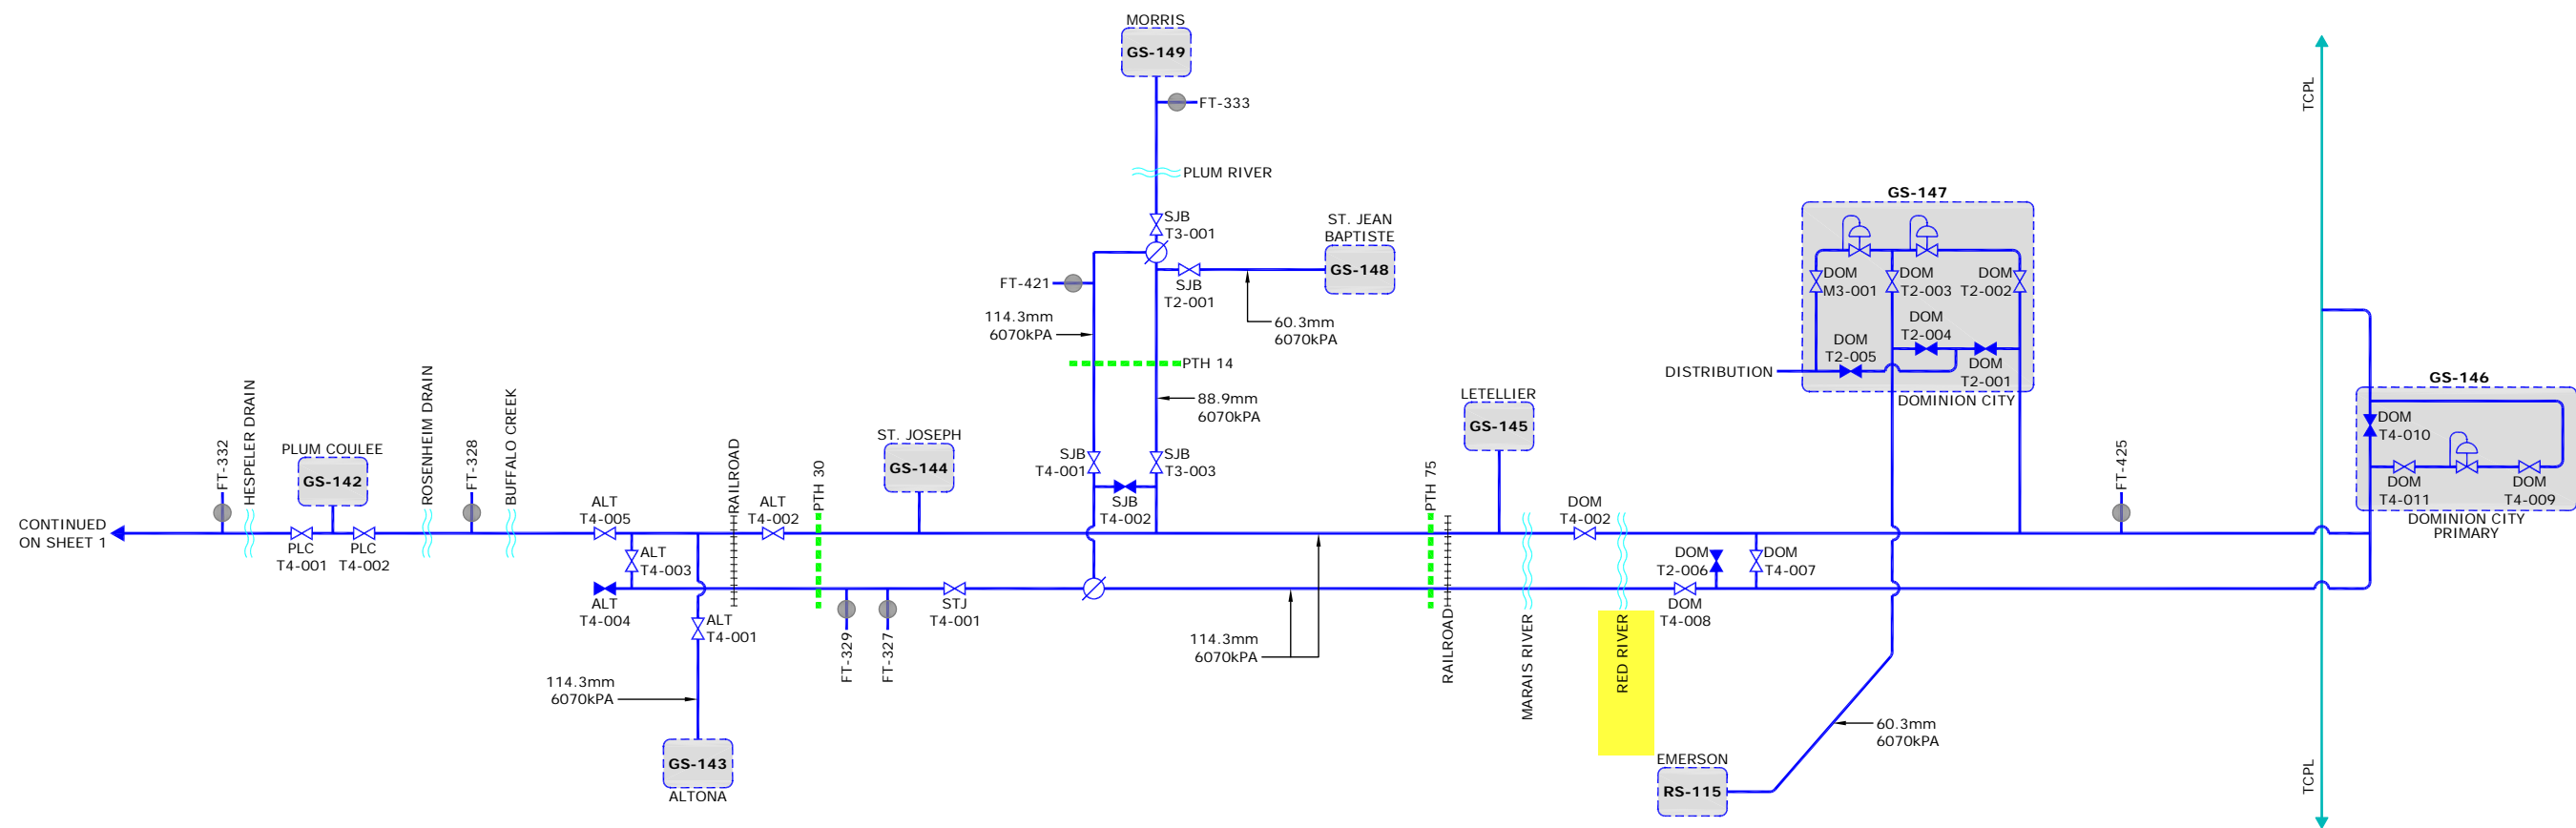 MORRIS
GS-149
FT-333
PLUM RIVER
SJB
T3-001
ST. JEAN
BAPTISTE
GS-148
SJB
T2-001
FT-421
114.3mm
6070kPA
60.3mm
6070kPA
PTH 14
88.9mm
6070kPA
SJB
T4-001
SJB
T3-003
SJB
T4-002
CONTINUED
ON SHEET 1
FT-332
HESPELER DRAIN
PLUM COULEE
GS-142
PLC
T4-001
PLC
T4-002
ROSENHEIM DRAIN
FT-328
BUFFALO CREEK
ALT
T4-005
ALT
T4-003
ALT
T4-004
ALT
T4-001
114.3mm
6070kPA
GS-143
ALTONA
RAILROAD
ALT
T4-002
PTH 30
FT-329
FT-327
ST. JOSEPH
GS-144
STJ
T4-001
114.3mm
6070kPA
PTH 75
RAILROAD
LETELLIER
GS-145
MARAIS RIVER
DOM
T4-002
RED RIVER
DOM
T2-006
DOM
T4-007
DOM
T4-008
GS-147
DOM
M3-001
DOM
T2-003
DOM
T2-002
DOM
T2-004
DOM
T2-005
DOM
T2-001
DISTRIBUTION
DOMINION CITY
60.3mm
6070kPA
EMERSON
RS-115
FT-425
TCPL
TCPL
GS-146
DOM
T4-010
DOM
T4-011
DOM
T4-009
DOMINION CITY
PRIMARY